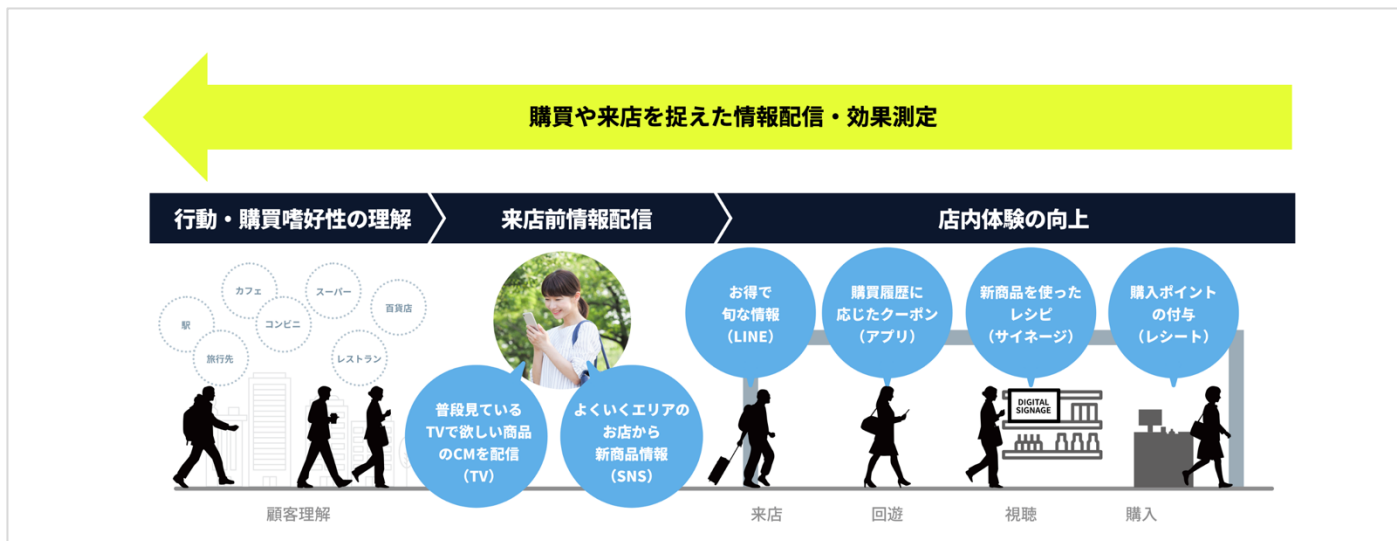 購買や来店を捉えた情報配信・効果測定
行動・購買嗜好性の理解
来店前情報配信
店内体験の向上
駅
カフェ
旅行先
コンビニ
スーパー
レストラン
百貨店
普段見ている
TVで欲しい商品
のCMを配信
(TV)
よくいくエリアの
お店から
新商品情報
(SNS)
お得で
旬な情報
(LINE)
購買履歴に
応じたクーポン
(アプリ)
新商品を使った
レシピ
(サイネージ)
購入ポイント
の付与
(レシート)
DIGITAL
SIGNAGE
顧客理解
来店
回遊
視聴
購入